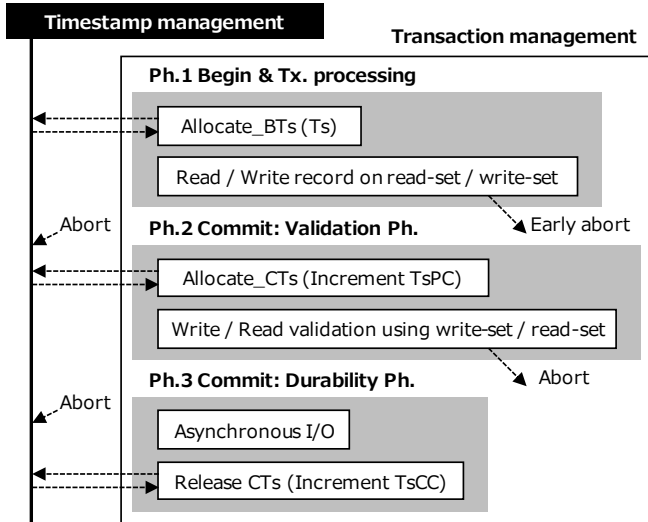 Timestamp management
Transaction management
Ph.1 Begin & Tx. processing
Allocate_BTs (Ts)
Read / Write record on read-set / write-set
Abort
Early abort
Ph.2 Commit: Validation Ph.
Allocate_CTs (Increment TsPC)
Write / Read validation using write-set / read-set
Abort
Ph.3 Commit: Durability Ph.
Abort
Asynchronous I/O
Release CTs (Increment TsCC)